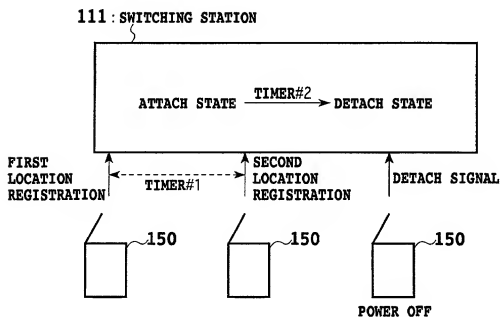 111 : SWITCHING STATION
ATTACH STATE TIMER#2 DETACH STATE
FIRST LOCATION REGISTRATION
TIMER#1
SECOND LOCATION REGISTRATION
DETACH SIGNAL
150
150
150
POWER OFF